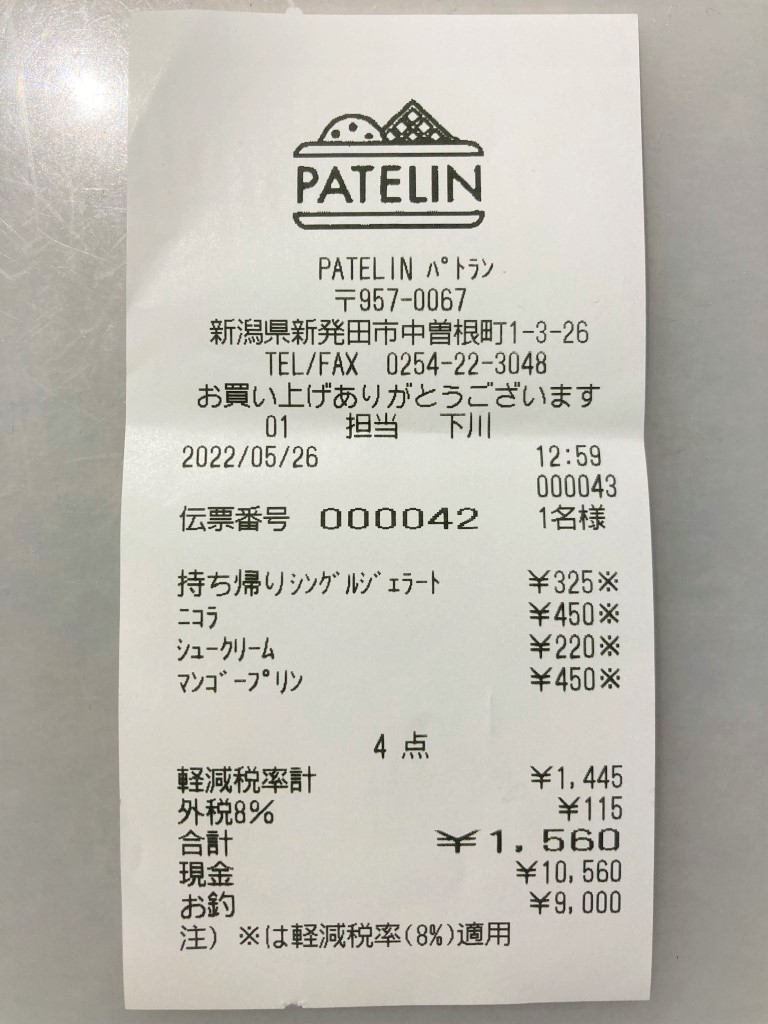 PATELIN
PATELIN パトラン
〒957-0067
新潟県新発田市中曽根町1-3-26
TEL/FAX 0254-22-3048
お買い上げありがとうございます
01 担当 下川
2022/05/26 12:59
000043
伝票番号 000042 1名様
持ち帰りシングルジェラート ¥325※
ニコラ ¥450※
シュークリーム ¥220※
マンゴープリン ¥450※
4 点
軽減税率計 ¥1,445
外税8% ¥115
合計 ¥1,560
現金 ¥10,560
お釣 ¥9,000
注) ※は軽減税率(8%)適用